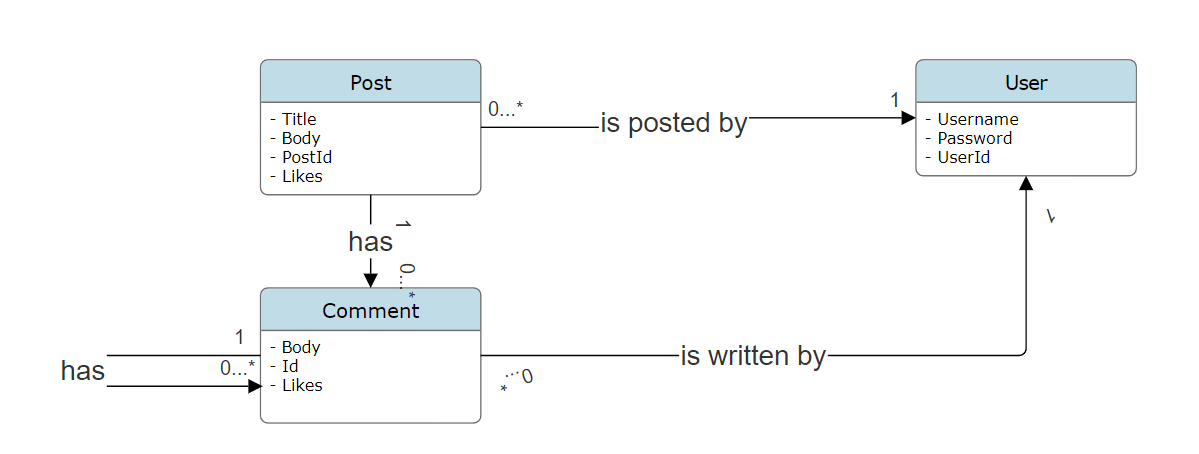 Post
- Title
- Body
- PostId
- Likes
0...*
is posted by
1
User
- Username
- Password
- UserId
1
has
0...*
1
Comment
- Body
- Id
- Likes
1
has
0...*
is written by
0...*